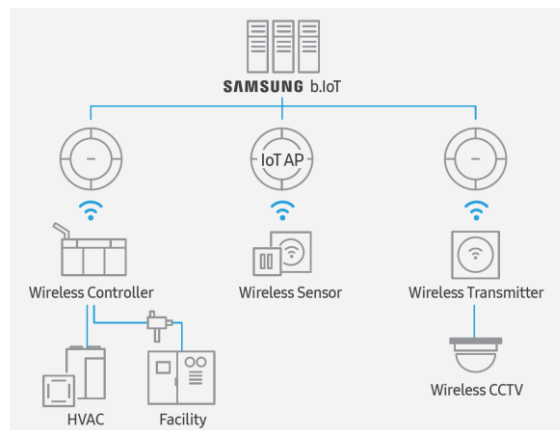 SAMSUNG b.IoT
IoT AP
Wireless Controller
Wireless Sensor
Wireless Transmitter
HVAC
Facility
Wireless CCTV